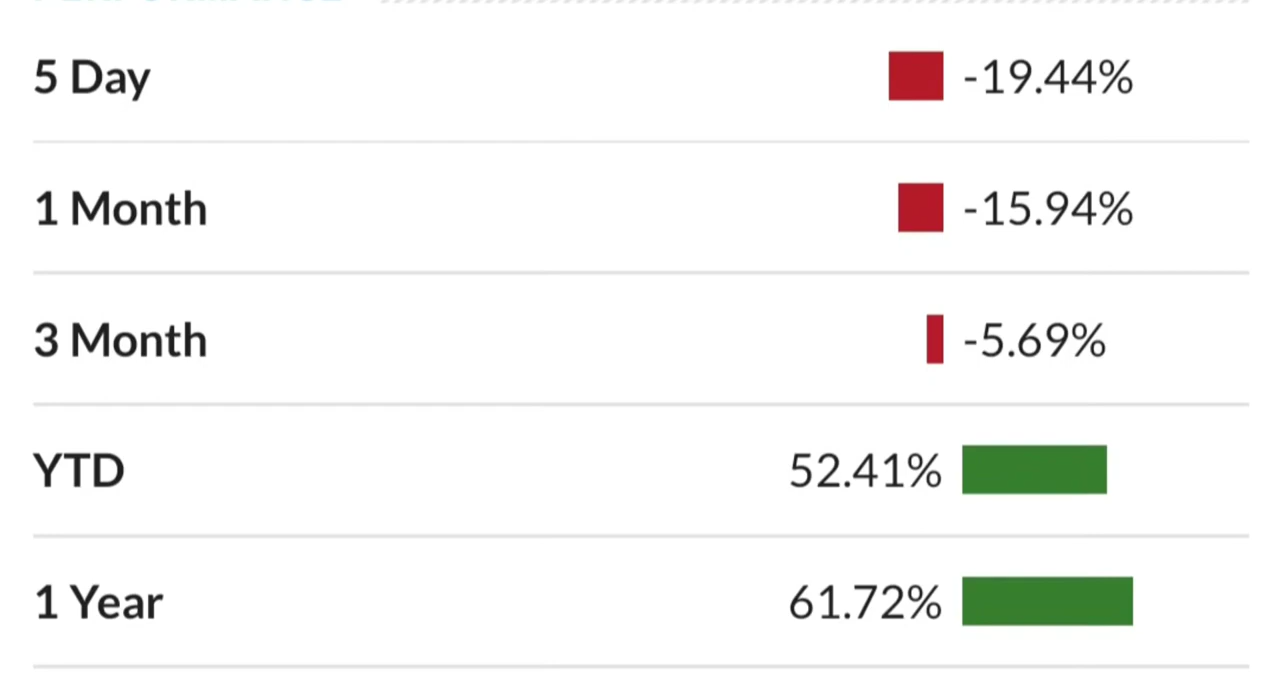 5 Day -19.44%
1 Month -15.94%
3 Month -5.69%
YTD 52.41%
1 Year 61.72%